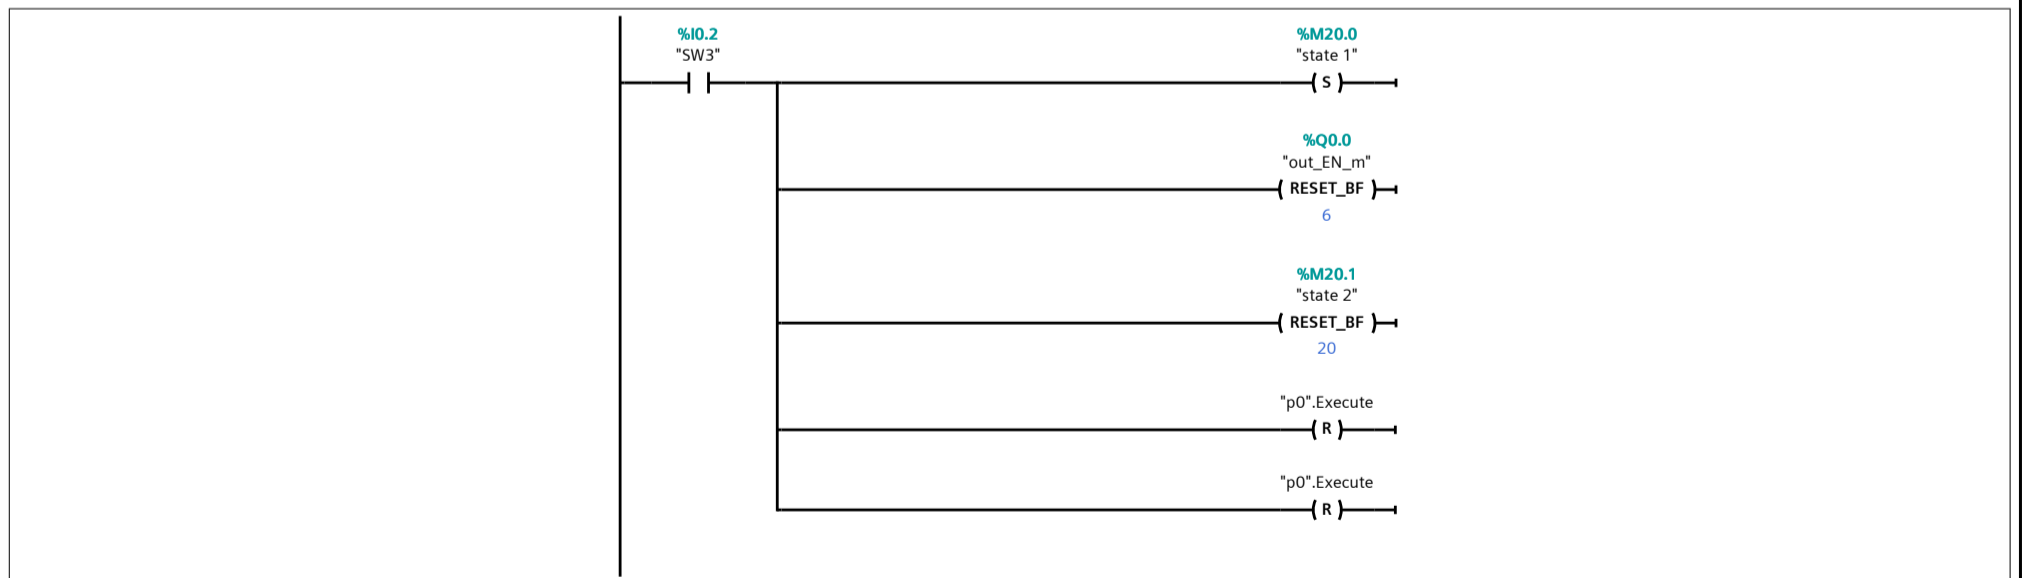 %I0.2
"SW3"
%M20.0
"state 1"
( S )
%Q0.0
"out_EN_m"
( RESET_BF )
6
%M20.1
"state 2"
( RESET_BF )
20
"p0".Execute
( R )
"p0".Execute
( R )